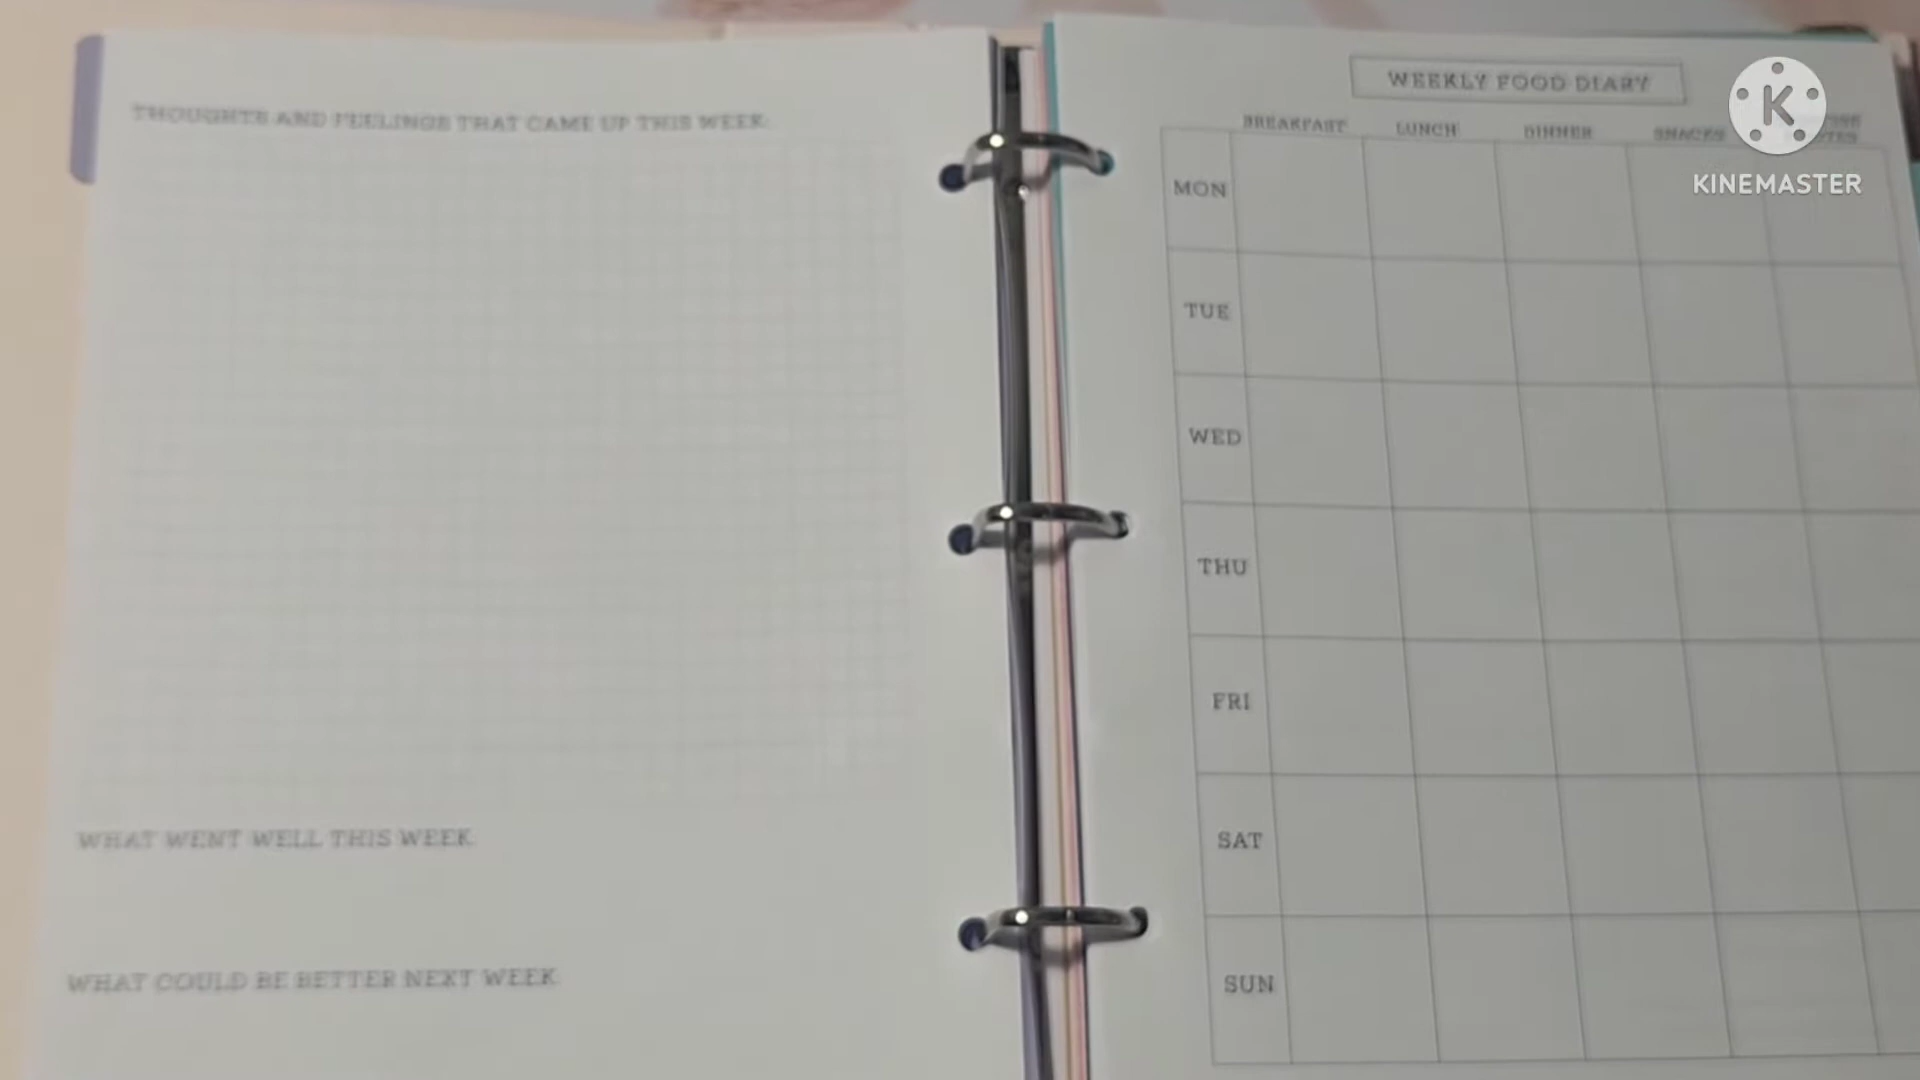 THOUGHTS AND FEELINGS THAT CAME UP THIS WEEK
WHAT WENT WELL THIS WEEK
WHAT COULD BE BETTER NEXT WEEK
WEEKLY FOOD DIARY
BREAKFAST LUNCH DINNER SNACKS
MON
TUE
WED
THU
FRI
SAT
SUN
K
KINEMASTER